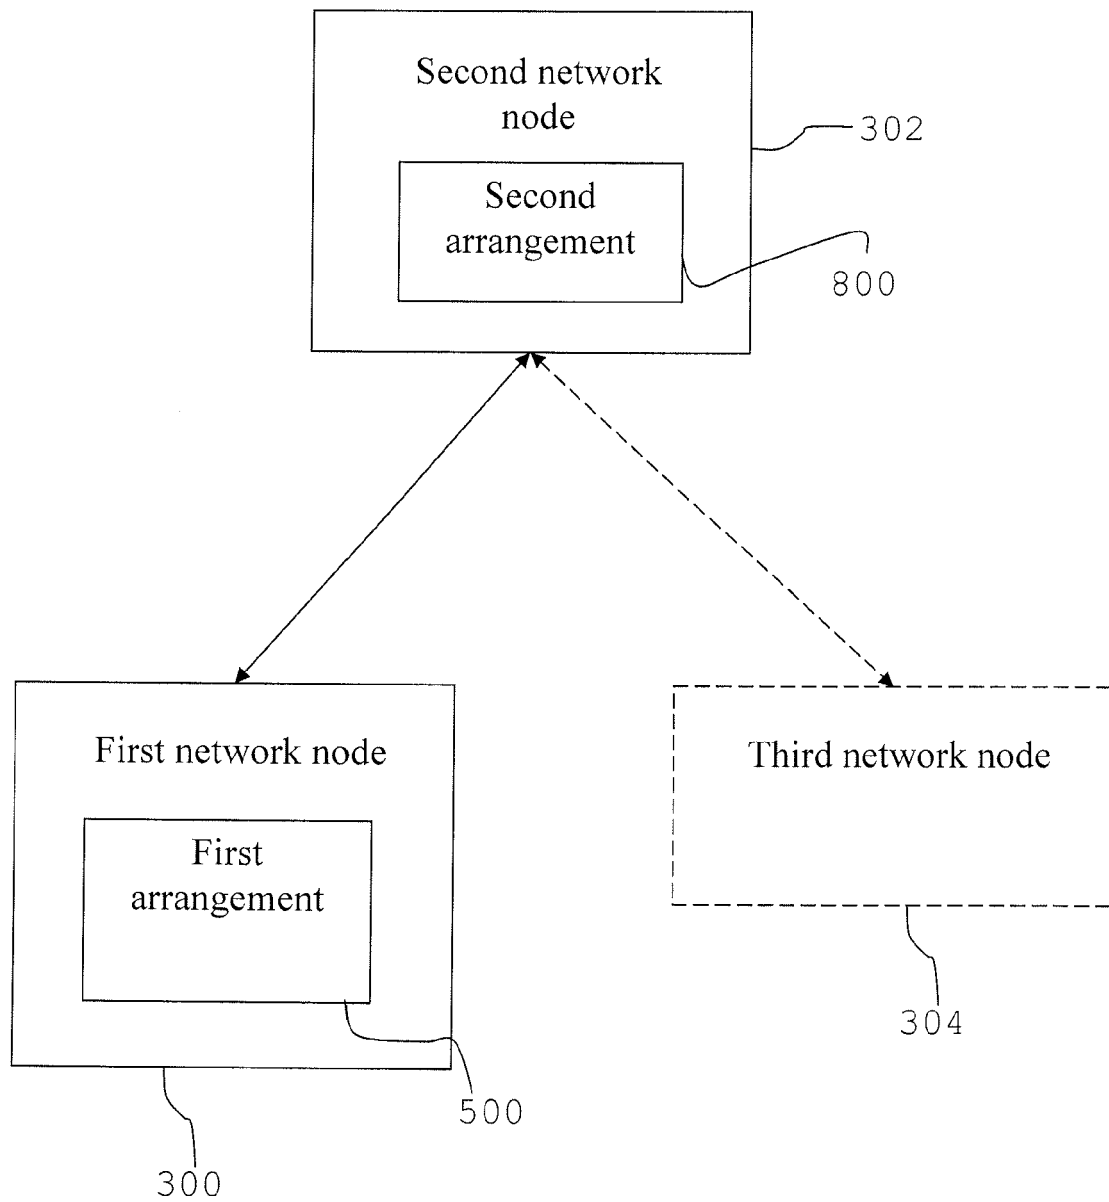 Second network
node
302
Second
arrangement
800
First network node
Third network node
First
arrangement
304
500
300